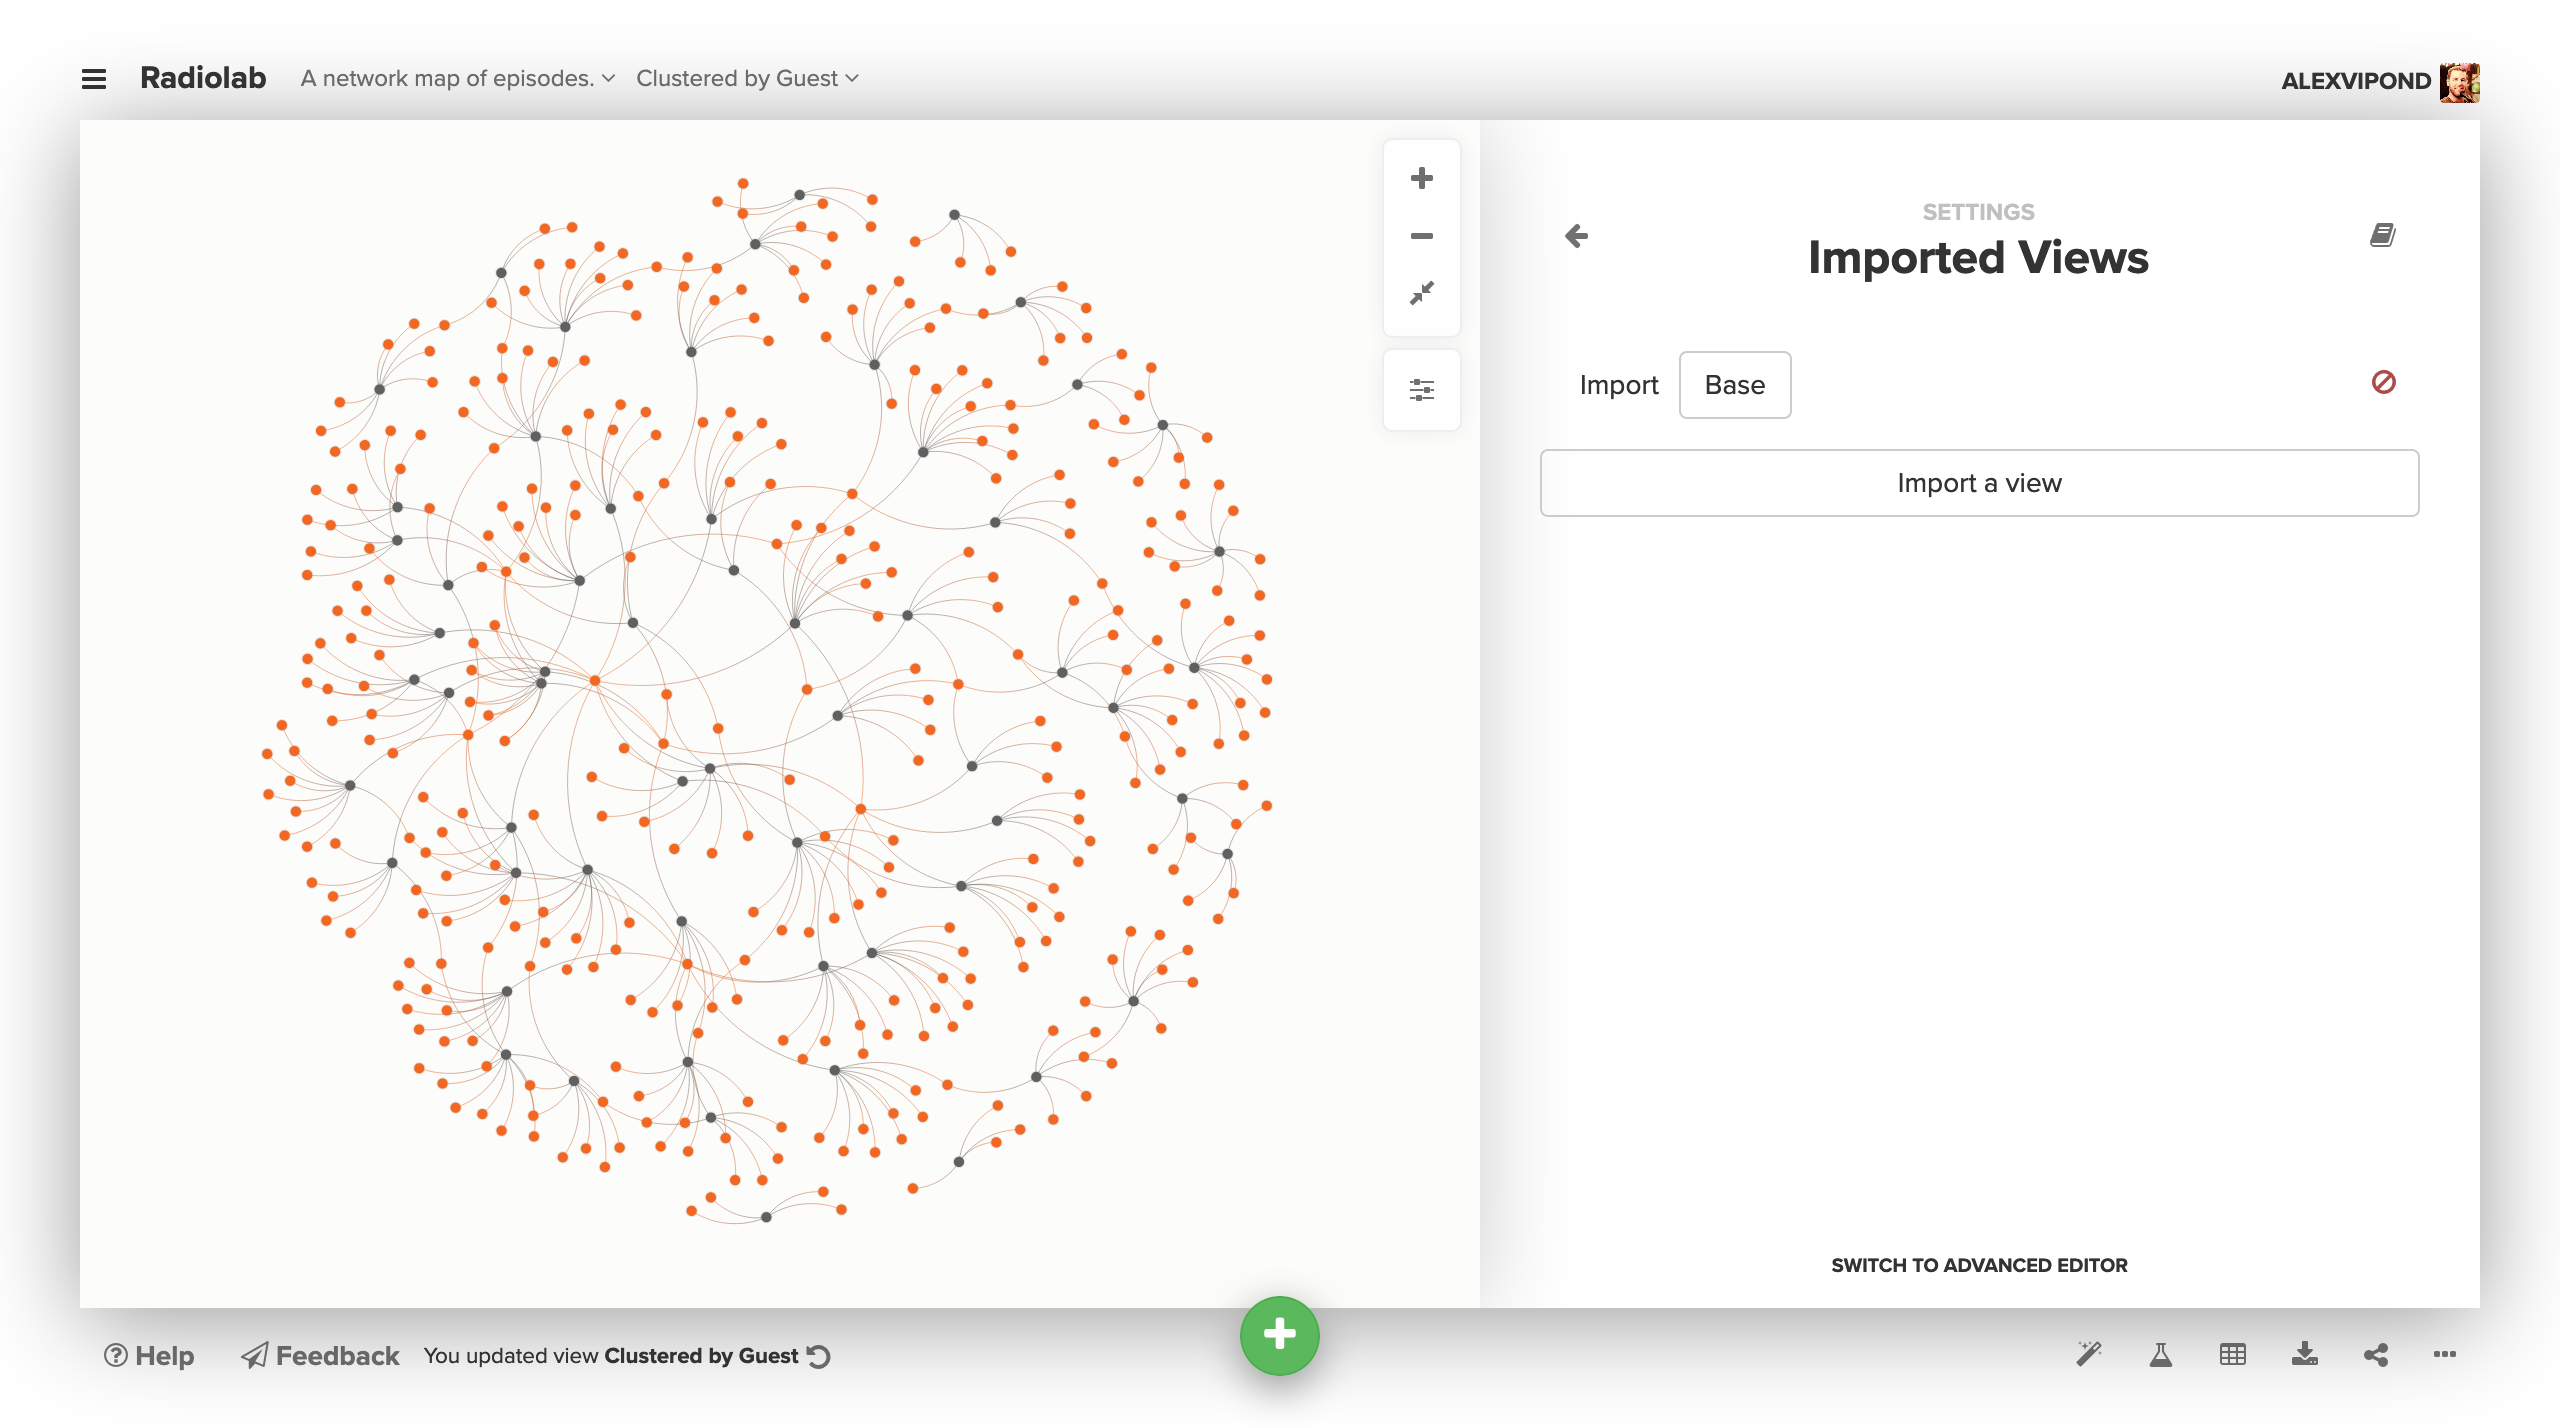 Radiolab A network map of episodes. Clustered by Guest ALEXVIPOND
SETTINGS
Imported Views
Import Base
Import a view
SWITCH TO ADVANCED EDITOR
Help Feedback You updated view Clustered by Guest